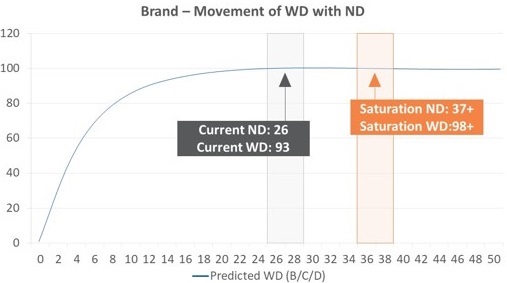 Brand – Movement of WD with ND
120
100
80
60
40
20
0
Current ND: 26
Current WD: 93
Saturation ND: 37+
Saturation WD:98+
0 2 4 6 8 10 12 14 16 18 20 22 24 26 28 30 32 34 36 38 40 42 44 46 48 50
Predicted WD (B/C/D)